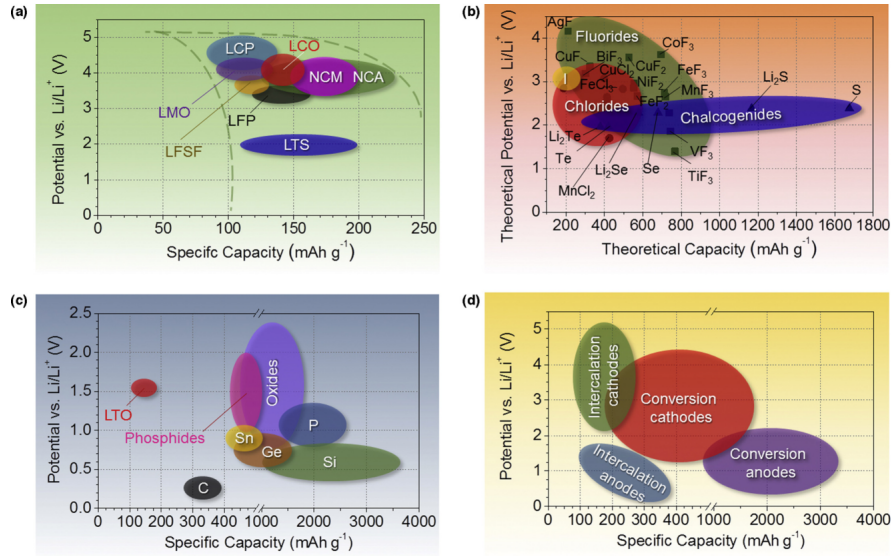 (a)
Potential vs. Li/Li+ (V)
5
4
3
2
1
0
LCP
LCO
NCM
NCA
LMO
LFP
LFSF
LTS
0
50
100
150
200
250
Specifc Capacity (mAh g-1)
(b)
Theoretical Potential vs. Li/Li+ (V)
5
4
3
2
1
0
AgF
Fluorides
CoF3
CuF
BiF3
CuF2
CuCl2
FeF3
I
FeCl3
NiF2
MnF3
Li2S
S
Chlorides
FeF2
Chalcogenides
Li2Te
Te
Li2Se
Se
VF3
TiF3
MnCl2
200
400
600
800
1000
1200
1400
1600
1800
Theoretical Capacity (mAh g-1)
(c)
Potential vs. Li/Li+ (V)
2.5
2.0
1.5
1.0
0.5
0.0
LTO
Phosphides
Oxides
Sn
P
Ge
Si
C
0
100
200
300
400
1000
2000
3000
4000
Specific Capacity (mAh g-1)
(d)
Potential vs. Li/Li+ (V)
5
4
3
2
1
0
Intercalation
cathodes
Conversion
cathodes
Intercalation
anodes
Conversion
anodes
0
100
200
300
400
500
1000
2000
3000
4000
Specific Capacity (mAh g-1)